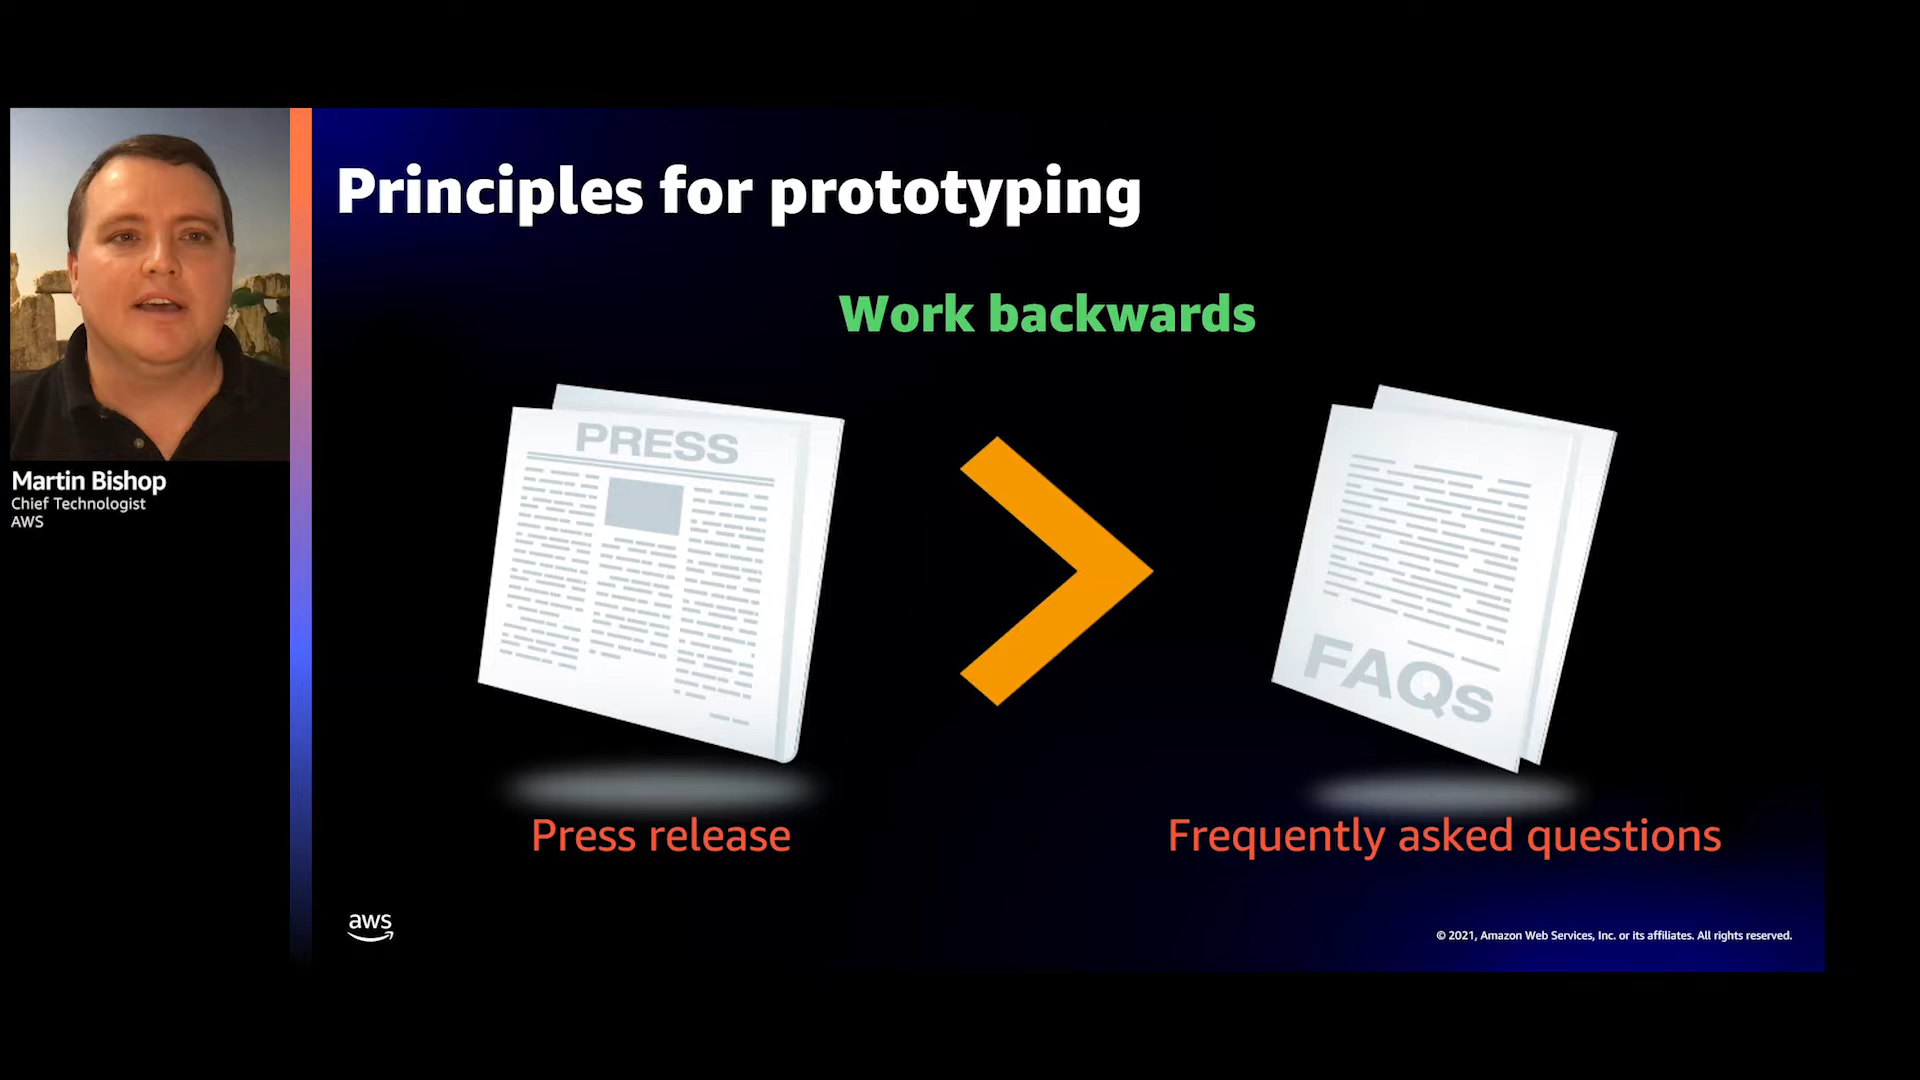 Martin Bishop
Chief Technologist
AWS
Principles for prototyping
Work backwards
PRESS
FAQs
Press release
Frequently asked questions
aws
© 2021, Amazon Web Services, Inc. or its affiliates. All rights reserved.